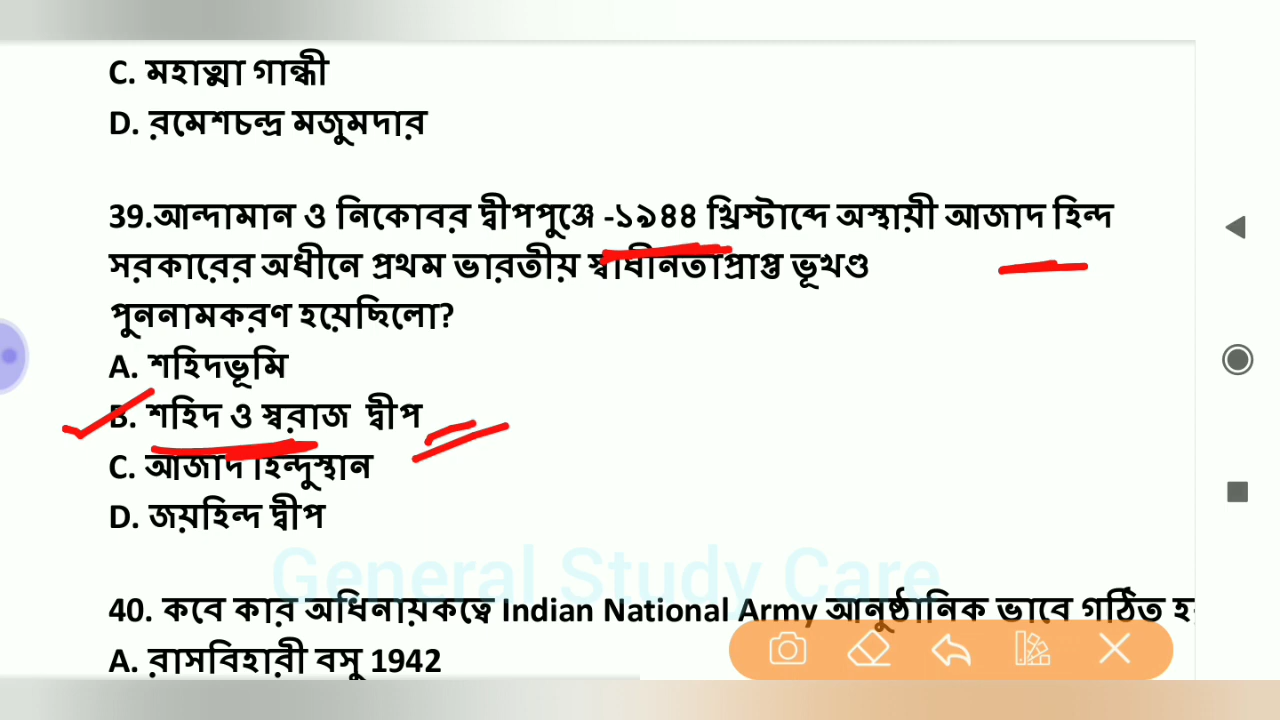 C. মহাত্মা গান্ধী
D. রমেশচন্দ্র মজুমদার
39.আন্দামান ও নিকোবর দ্বীপপুঞ্জে -১৯৪৪ খ্রিস্টাব্দে অস্থায়ী আজাদ হিন্দ
সরকারের অধীনে প্রথম ভারতীয় স্বাধীনতাপ্রাপ্ত ভূখণ্ড
পুননামকরণ হয়েছিলো?
A. শহিদভূমি
B. শহিদ ও স্বরাজ দ্বীপ
C. আজাদ হিন্দুস্থান
D. জয়হিন্দ দ্বীপ
General Study Care
40. কবে কার অধিনায়কত্বে Indian National Army আনুষ্ঠানিক ভাবে গঠিত
A. রাসবিহারী বসু 1942